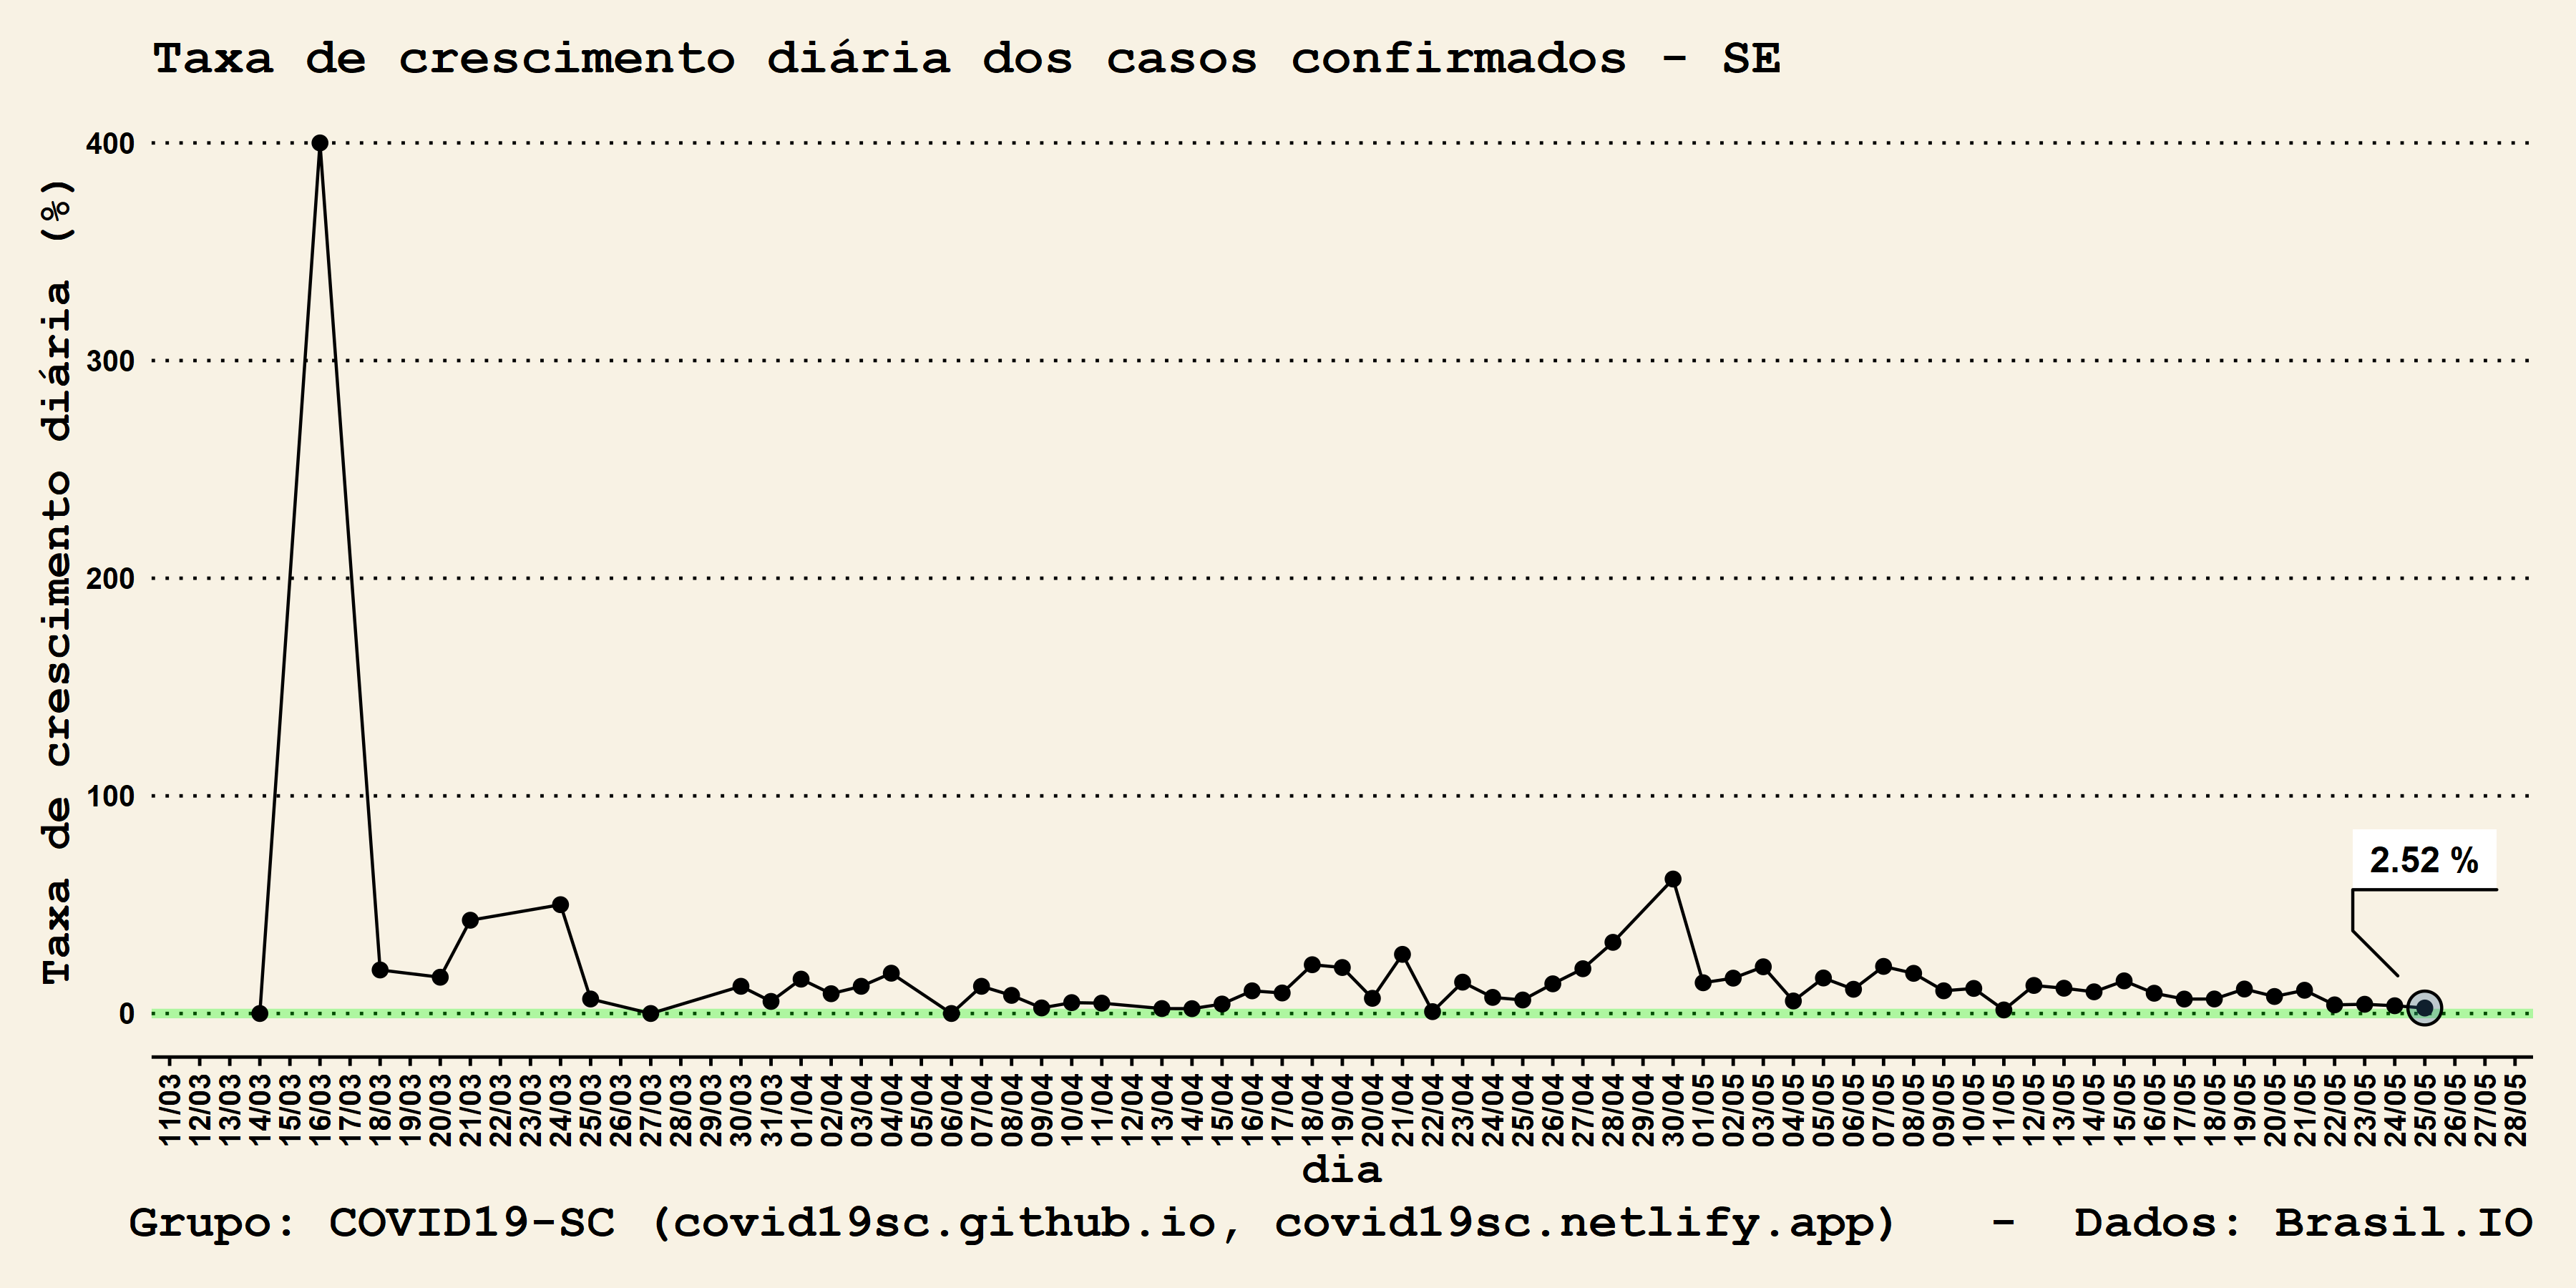 Taxa de crescimento diária dos casos confirmados - SE
Taxa de crescimento diária (%)
400
300
200
100
0
2.52 %
11/03 12/03 13/03 14/03 15/03 16/03 17/03 18/03 19/03 20/03 21/03 22/03 23/03 24/03 25/03 26/03 27/03 28/03 29/03 30/03 31/03 01/04 02/04 03/04 04/04 05/04 06/04 07/04 08/04 09/04 10/04 11/04 12/04 13/04 14/04 15/04 16/04 17/04 18/04 19/04 20/04 21/04 22/04 23/04 24/04 25/04 26/04 27/04 28/04 29/04 30/04 01/05 02/05 03/05 04/05 05/05 06/05 07/05 08/05 09/05 10/05 11/05 12/05 13/05 14/05 15/05 16/05 17/05 18/05 19/05 20/05 21/05 22/05 23/05 24/05 25/05 26/05 27/05 28/05
dia
Grupo: COVID19-SC (covid19sc.github.io, covid19sc.netlify.app) - Dados: Brasil.IO